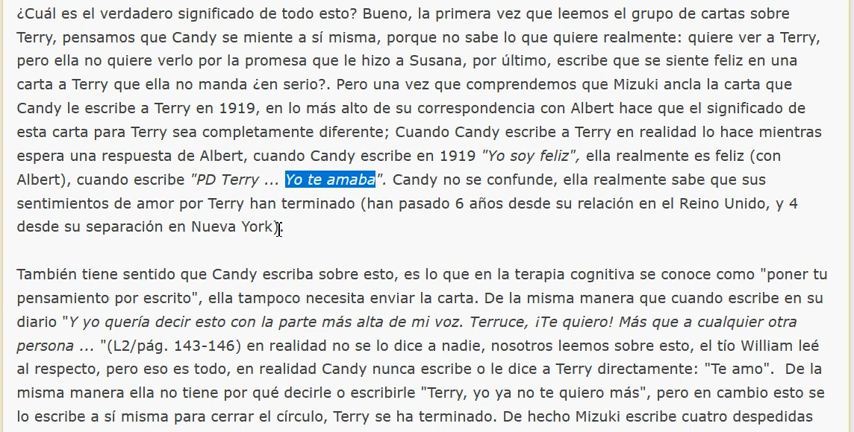 ¿Cuál es el verdadero significado de todo esto? Bueno, la primera vez que leemos el grupo de cartas sobre
Terry, pensamos que Candy se miente a sí misma, porque no sabe lo que quiere realmente: quiere ver a Terry,
pero ella no quiere verlo por la promesa que le hizo a Susana, por último, escribe que se siente feliz en una
carta a Terry que ella no manda ¿en serio?. Pero una vez que comprendemos que Mizuki ancla la carta que
Candy le escribe a Terry en 1919, en lo más alto de su correspondencia con Albert hace que el significado de
esta carta para Terry sea completamente diferente; Cuando Candy escribe a Terry en realidad lo hace mientras
espera una respuesta de Albert, cuando Candy escribe en 1919 "Yo soy feliz", ella realmente es feliz (con
Albert), cuando escribe "PD Terry ... Yo te amaba". Candy no se confunde, ella realmente sabe que sus
sentimientos de amor por Terry han terminado (han pasado 6 años desde su relación en el Reino Unido, y 4
desde su separación en Nueva York).
También tiene sentido que Candy escriba sobre esto, es lo que en la terapia cognitiva se conoce como "poner tu
pensamiento por escrito", ella tampoco necesita enviar la carta. De la misma manera que cuando escribe en su
diario "Y yo quería decir esto con la parte más alta de mi voz. Terruce, ¡Te quiero! Más que a cualquier otra
persona ... "(L2/pág. 143-146) en realidad no se lo dice a nadie, nosotros leemos sobre esto, el tío William leé
al respecto, pero eso es todo, en realidad Candy nunca escribe o le dice a Terry directamente: "Te amo".  De la
misma manera ella no tiene por qué decirle o escribirle "Terry, yo ya no te quiero más", pero en cambio esto se
lo escribe a sí misma para cerrar el círculo, Terry se ha terminado. De hecho Mizuki escribe cuatro despedidas